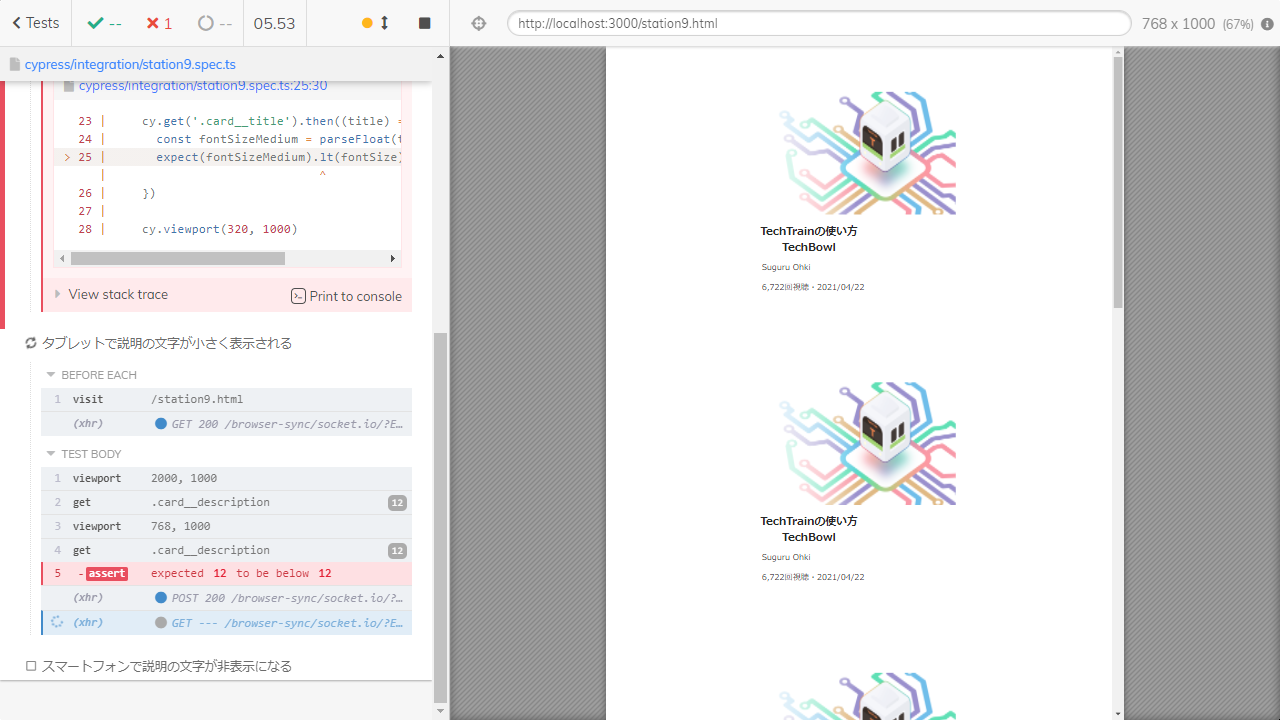 Tests
--
1
--
05.53
http://localhost:3000/station9.html
768 x 1000 (67%)
cypress/integration/station9.spec.ts
cypress/integration/station9.spec.ts:25:30
23 | cy.get('.card__title').then((title) =
24 | const fontSizeMedium = parseFloat(t
> 25 | expect(fontSizeMedium).lt(fontSize)
| ^
26 | })
27 |
28 | cy.viewport(320, 1000)
View stack trace
Print to console
タブレットで説明の文字が小さく表示される
BEFORE EACH
1 visit /station9.html
(xhr) GET 200 /browser-sync/socket.io/?E...
TEST BODY
1 viewport 2000, 1000
2 get .card__description 12
3 viewport 768, 1000
4 get .card__description 12
5 -assert expected 12 to be below 12
(xhr) POST 200 /browser-sync/socket.io/?...
(xhr) GET --- /browser-sync/socket.io/?E...
スマートフォンで説明の文字が非表示になる
TechTrainの使い方
TechBowl
Suguru Ohki
6,722回視聴・2021/04/22
TechTrainの使い方
TechBowl
Suguru Ohki
6,722回視聴・2021/04/22